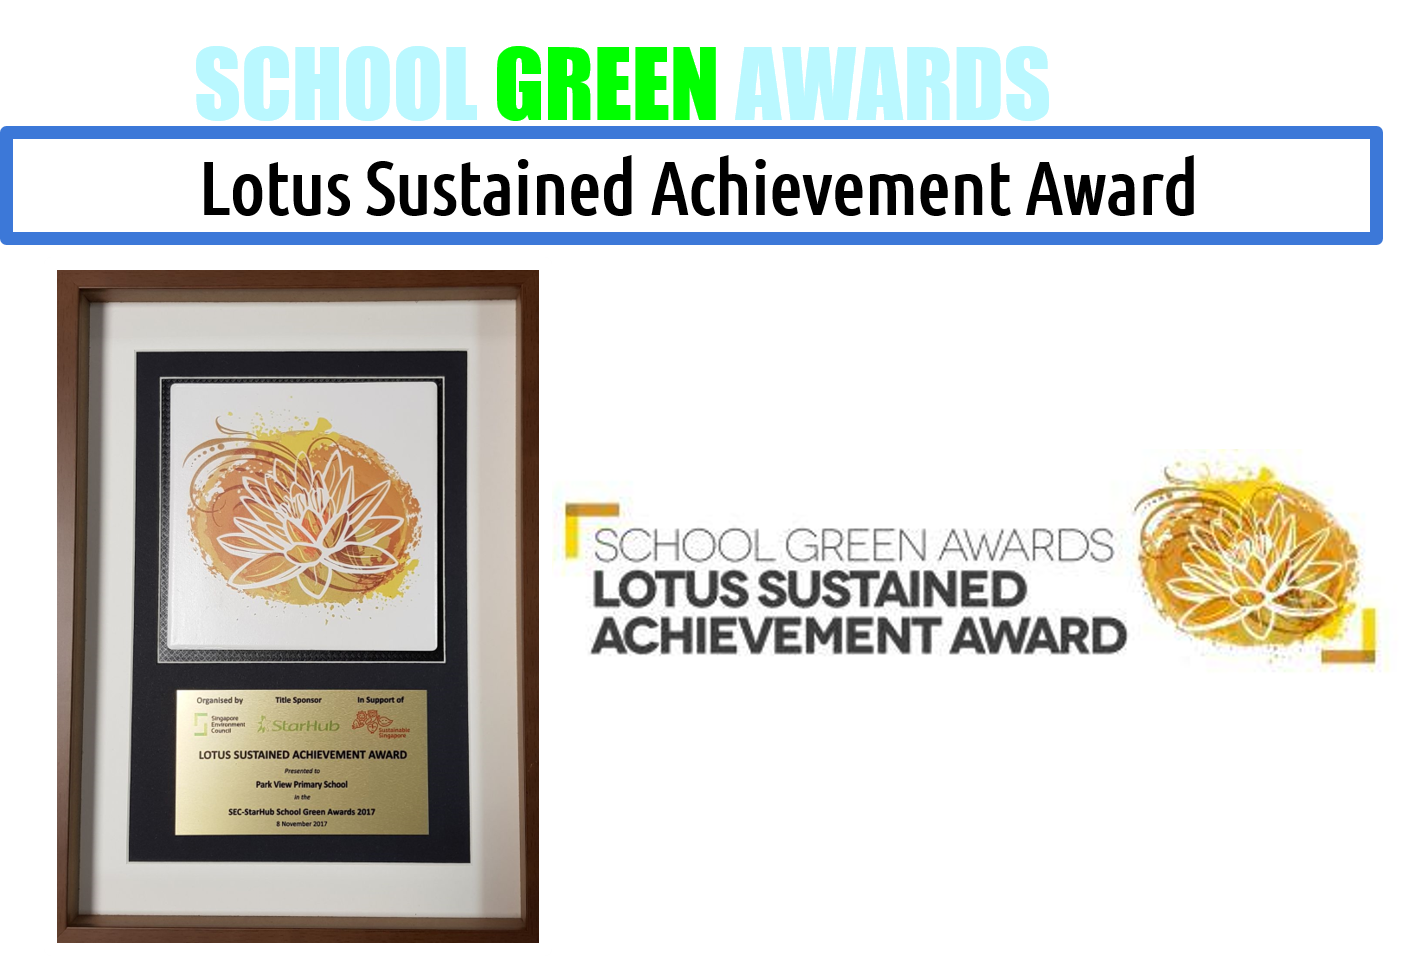 SCHOOL GREEN AWARDS
Lotus Sustained Achievement Award
Organised by Title Sponsor In Support of
Singapore
Environment
Council
StarHub
Sustainable
Singapore
LOTUS SUSTAINED ACHIEVEMENT AWARD
Presented to
Park View Primary School
in the
SEC-StarHub School Green Awards 2017
8 November 2017
SCHOOL GREEN AWARDS
LOTUS SUSTAINED
ACHIEVEMENT AWARD